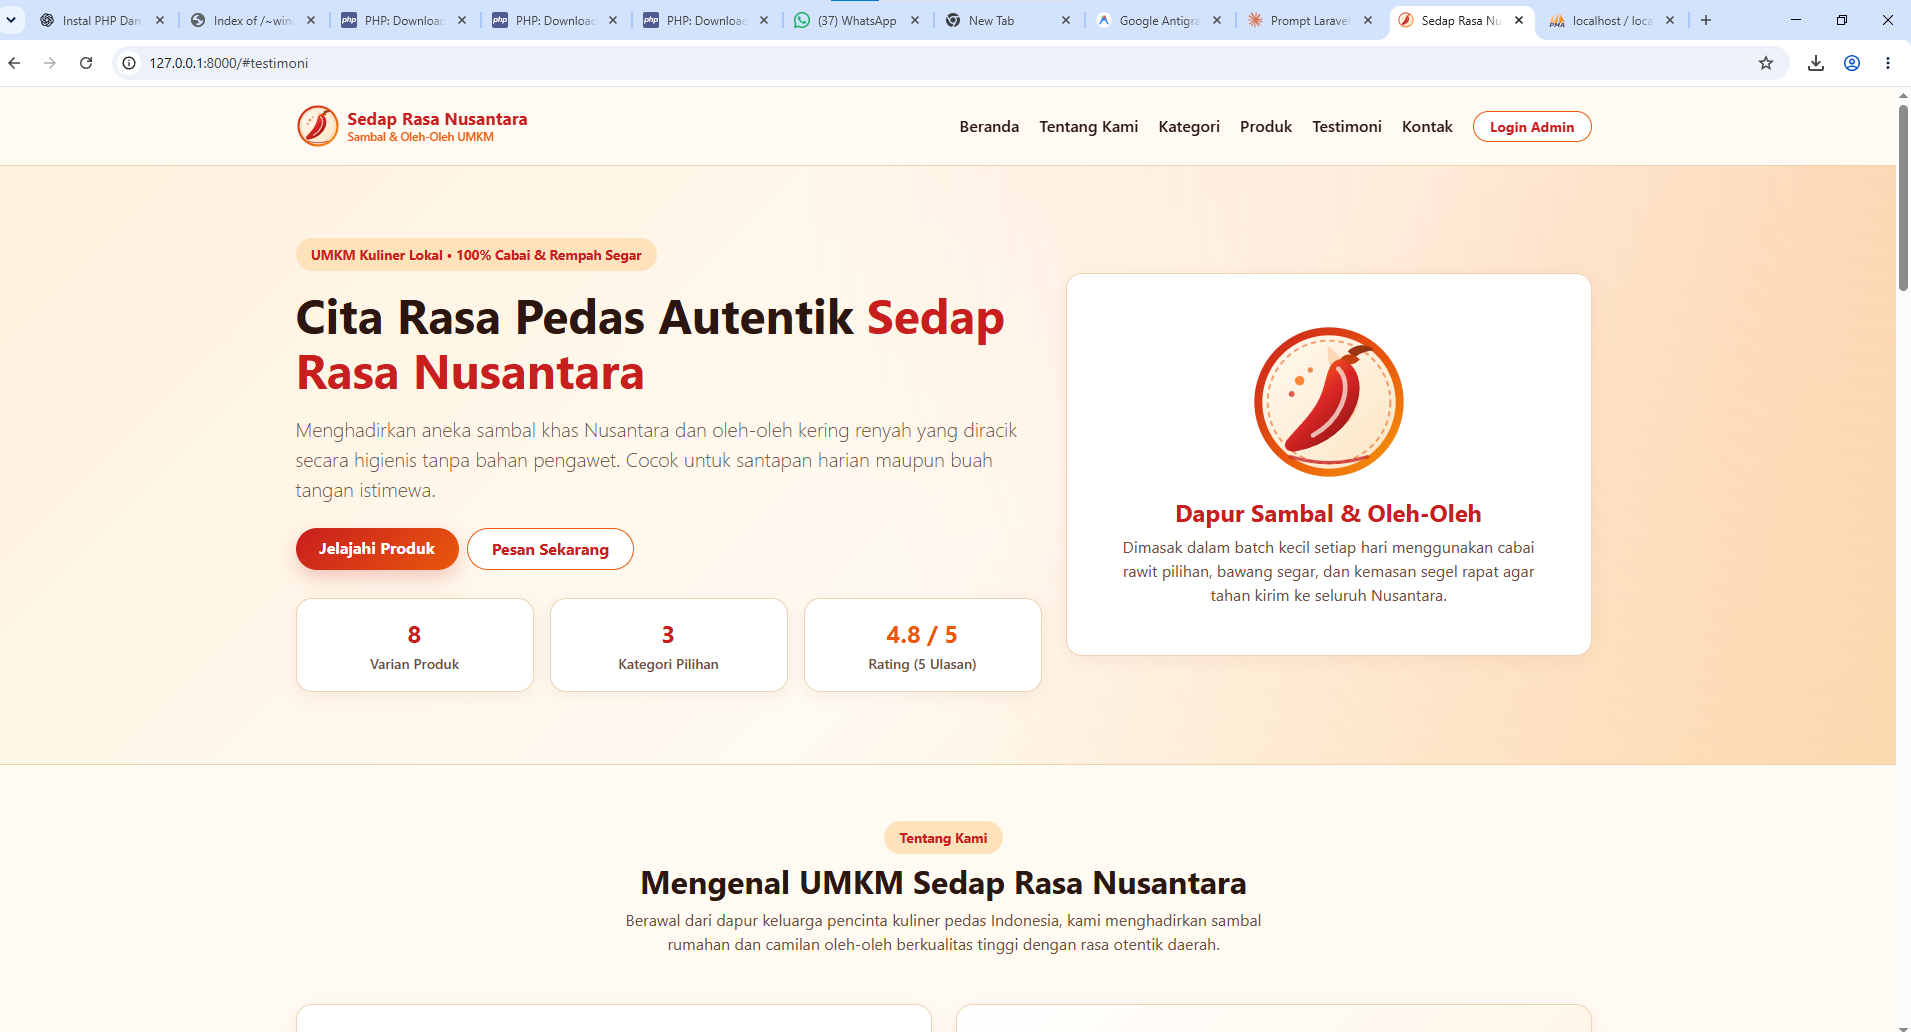 Instal PHP Dan
Index of /~win
PHP: Download
PHP: Download
PHP: Download
(37) WhatsApp
New Tab
Google Antigra
Prompt Laravel
Sedap Rasa Nu
localhost / loca
127.0.0.1:8000/#testimoni
Sedap Rasa Nusantara
Sambal & Oleh-Oleh UMKM
Beranda
Tentang Kami
Kategori
Produk
Testimoni
Kontak
Login Admin
UMKM Kuliner Lokal • 100% Cabai & Rempah Segar
Cita Rasa Pedas Autentik Sedap
Rasa Nusantara
Menghadirkan aneka sambal khas Nusantara dan oleh-oleh kering renyah yang diracik
secara higienis tanpa bahan pengawet. Cocok untuk santapan harian maupun buah
tangan istimewa.
Jelajahi Produk
Pesan Sekarang
8
Varian Produk
3
Kategori Pilihan
4.8 / 5
Rating (5 Ulasan)
Dapur Sambal & Oleh-Oleh
Dimasak dalam batch kecil setiap hari menggunakan cabai
rawit pilihan, bawang segar, dan kemasan segel rapat agar
tahan kirim ke seluruh Nusantara.
Tentang Kami
Mengenal UMKM Sedap Rasa Nusantara
Berawal dari dapur keluarga pencinta kuliner pedas Indonesia, kami menghadirkan sambal
rumahan dan camilan oleh-oleh berkualitas tinggi dengan rasa otentik daerah.